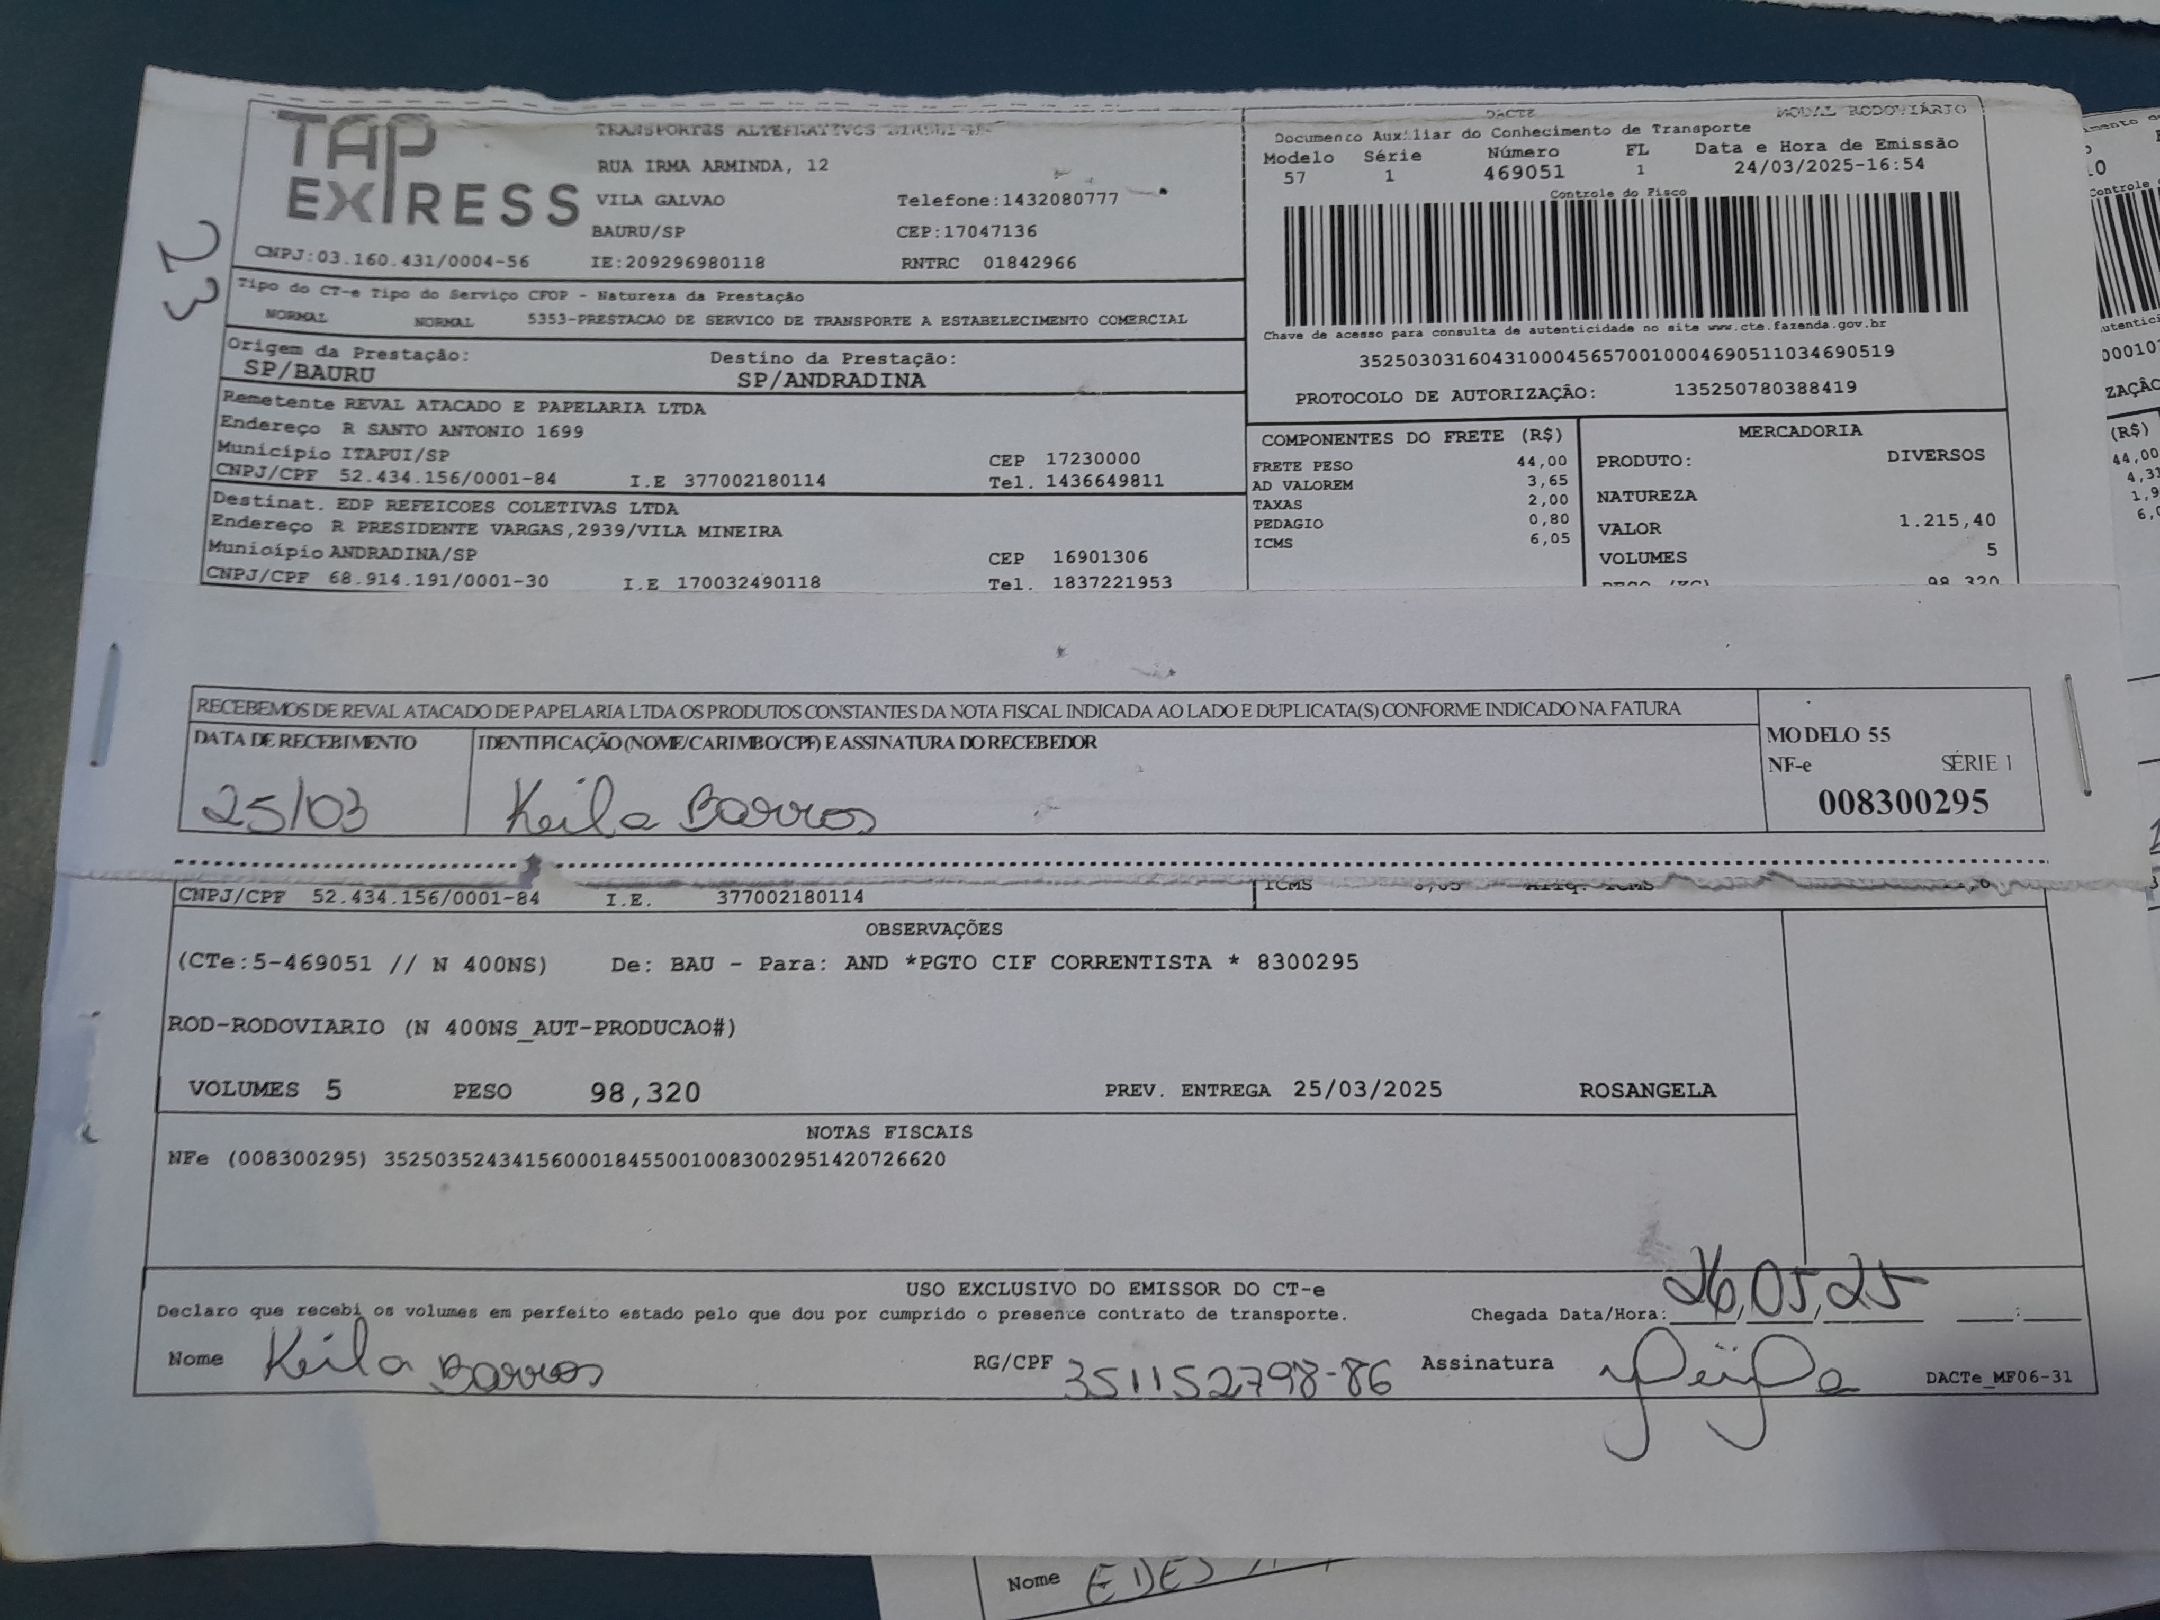 TAP EXPRESS
TRANSPORTES ALTERNATIVOS
RUA IRMA ARMINDA, 12
VILA GALVAO Telefone:1432080777
BAURU/SP CEP:17047136
CNPJ:03.160.431/0004-56 IE:209296980118 RNTRC 01842966
32
DACTE MODAL RODOVIÁRIO
Documento Auxiliar do Conhecimento de Transporte
Modelo Série Número FL Data e Hora de Emissão
57 1 469051 1 24/03/2025-16:54
Controle do Fisco
Chave de acesso para consulta de autenticidade no site www.cte.fazenda.gov.br
35250303160431000456570010004690511034690519
PROTOCOLO DE AUTORIZAÇÃO: 135250780388419
Tipo do CT-e Tipo do Serviço CFOP - Natureza da Prestação
NORMAL NORMAL 5353-PRESTACAO DE SERVICO DE TRANSPORTE A ESTABELECIMENTO COMERCIAL
Origem da Prestação: Destino da Prestação:
SP/BAURU SP/ANDRADINA
Remetente REVAL ATACADO E PAPELARIA LTDA
Endereço R SANTO ANTONIO 1699
Município ITAPUI/SP CEP 17230000
CNPJ/CPF 52.434.156/0001-84 I.E 377002180114 Tel. 1436649811
Destinat. EDP REFEICOES COLETIVAS LTDA
Endereço R PRESIDENTE VARGAS,2939/VILA MINEIRA
Município ANDRADINA/SP CEP 16901306
CNPJ/CPF 68.914.191/0001-30 I.E 170032490118 Tel. 1837221953
COMPONENTES DO FRETE (R$)
FRETE PESO 44,00
AD VALOREM 3,65
TAXAS 2,00
PEDAGIO 0,80
ICMS 6,05
MERCADORIA
PRODUTO: DIVERSOS
NATUREZA
VALOR 1.215,40
VOLUMES 5
PESO (KG) 98,320
RECEBEMOS DE REVAL ATACADO DE PAPELARIA LTDA OS PRODUTOS CONSTANTES DA NOTA FISCAL INDICADA AO LADO E DUPLICATA(S) CONFORME INDICADO NA FATURA
DATA DE RECEBIMENTO IDENTIFICAÇÃO (NOME/CARIMBO/CPF) E ASSINATURA DO RECEBEDOR
25/03 Keila Barros
MODELO 55
NF-e SÉRIE 1
008300295
CNPJ/CPF 52.434.156/0001-84 I.E. 377002180114 ICMS 6,05 Aliq. ICMS
OBSERVAÇÕES
(CTe:5-469051 // N 400NS) De: BAU - Para: AND *PGTO CIF CORRENTISTA * 8300295
ROD-RODOVIARIO (N 400NS_AUT-PRODUCAO#)
VOLUMES 5 PESO 98,320 PREV. ENTREGA 25/03/2025 ROSANGELA
NOTAS FISCAIS
NFe (008300295) 35250352434156000184550010083002951420726620
USO EXCLUSIVO DO EMISSOR DO CT-e
Declaro que recebi os volumes em perfeito estado pelo que dou por cumprido o presente contrato de transporte. Chegada Data/Hora: 26,05,25 :
Nome Keila Barros RG/CPF 351152798-86 Assinatura DACTe_MF06-31
Nome EDES